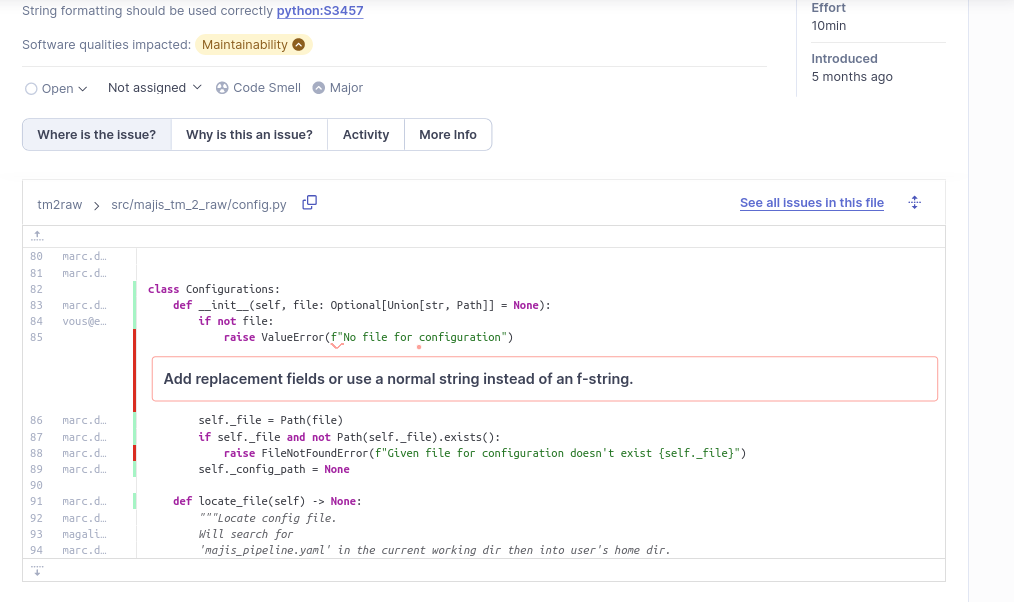 String formatting should be used correctly python:S3457
Software qualities impacted: Maintainability
Open Not assigned Code Smell Major
Effort
10min
Introduced
5 months ago
Where is the issue? Why is this an issue? Activity More Info
tm2raw > src/majis_tm_2_raw/config.py See all issues in this file
80 marc.d…
81 marc.d…
82 class Configurations:
83 marc.d… def __init__(self, file: Optional[Union[str, Path]] = None):
84 vous@e… if not file:
85 raise ValueError(f"No file for configuration")
Add replacement fields or use a normal string instead of an f-string.
86 marc.d… self._file = Path(file)
87 marc.d… if self._file and not Path(self._file).exists():
88 marc.d… raise FileNotFoundError(f"Given file for configuration doesn't exist {self._file}")
89 marc.d… self._config_path = None
90
91 marc.d… def locate_file(self) -> None:
92 marc.d… """Locate config file.
93 magali… Will search for
94 marc.d… 'majis_pipeline.yaml' in the current working dir then into user's home dir.